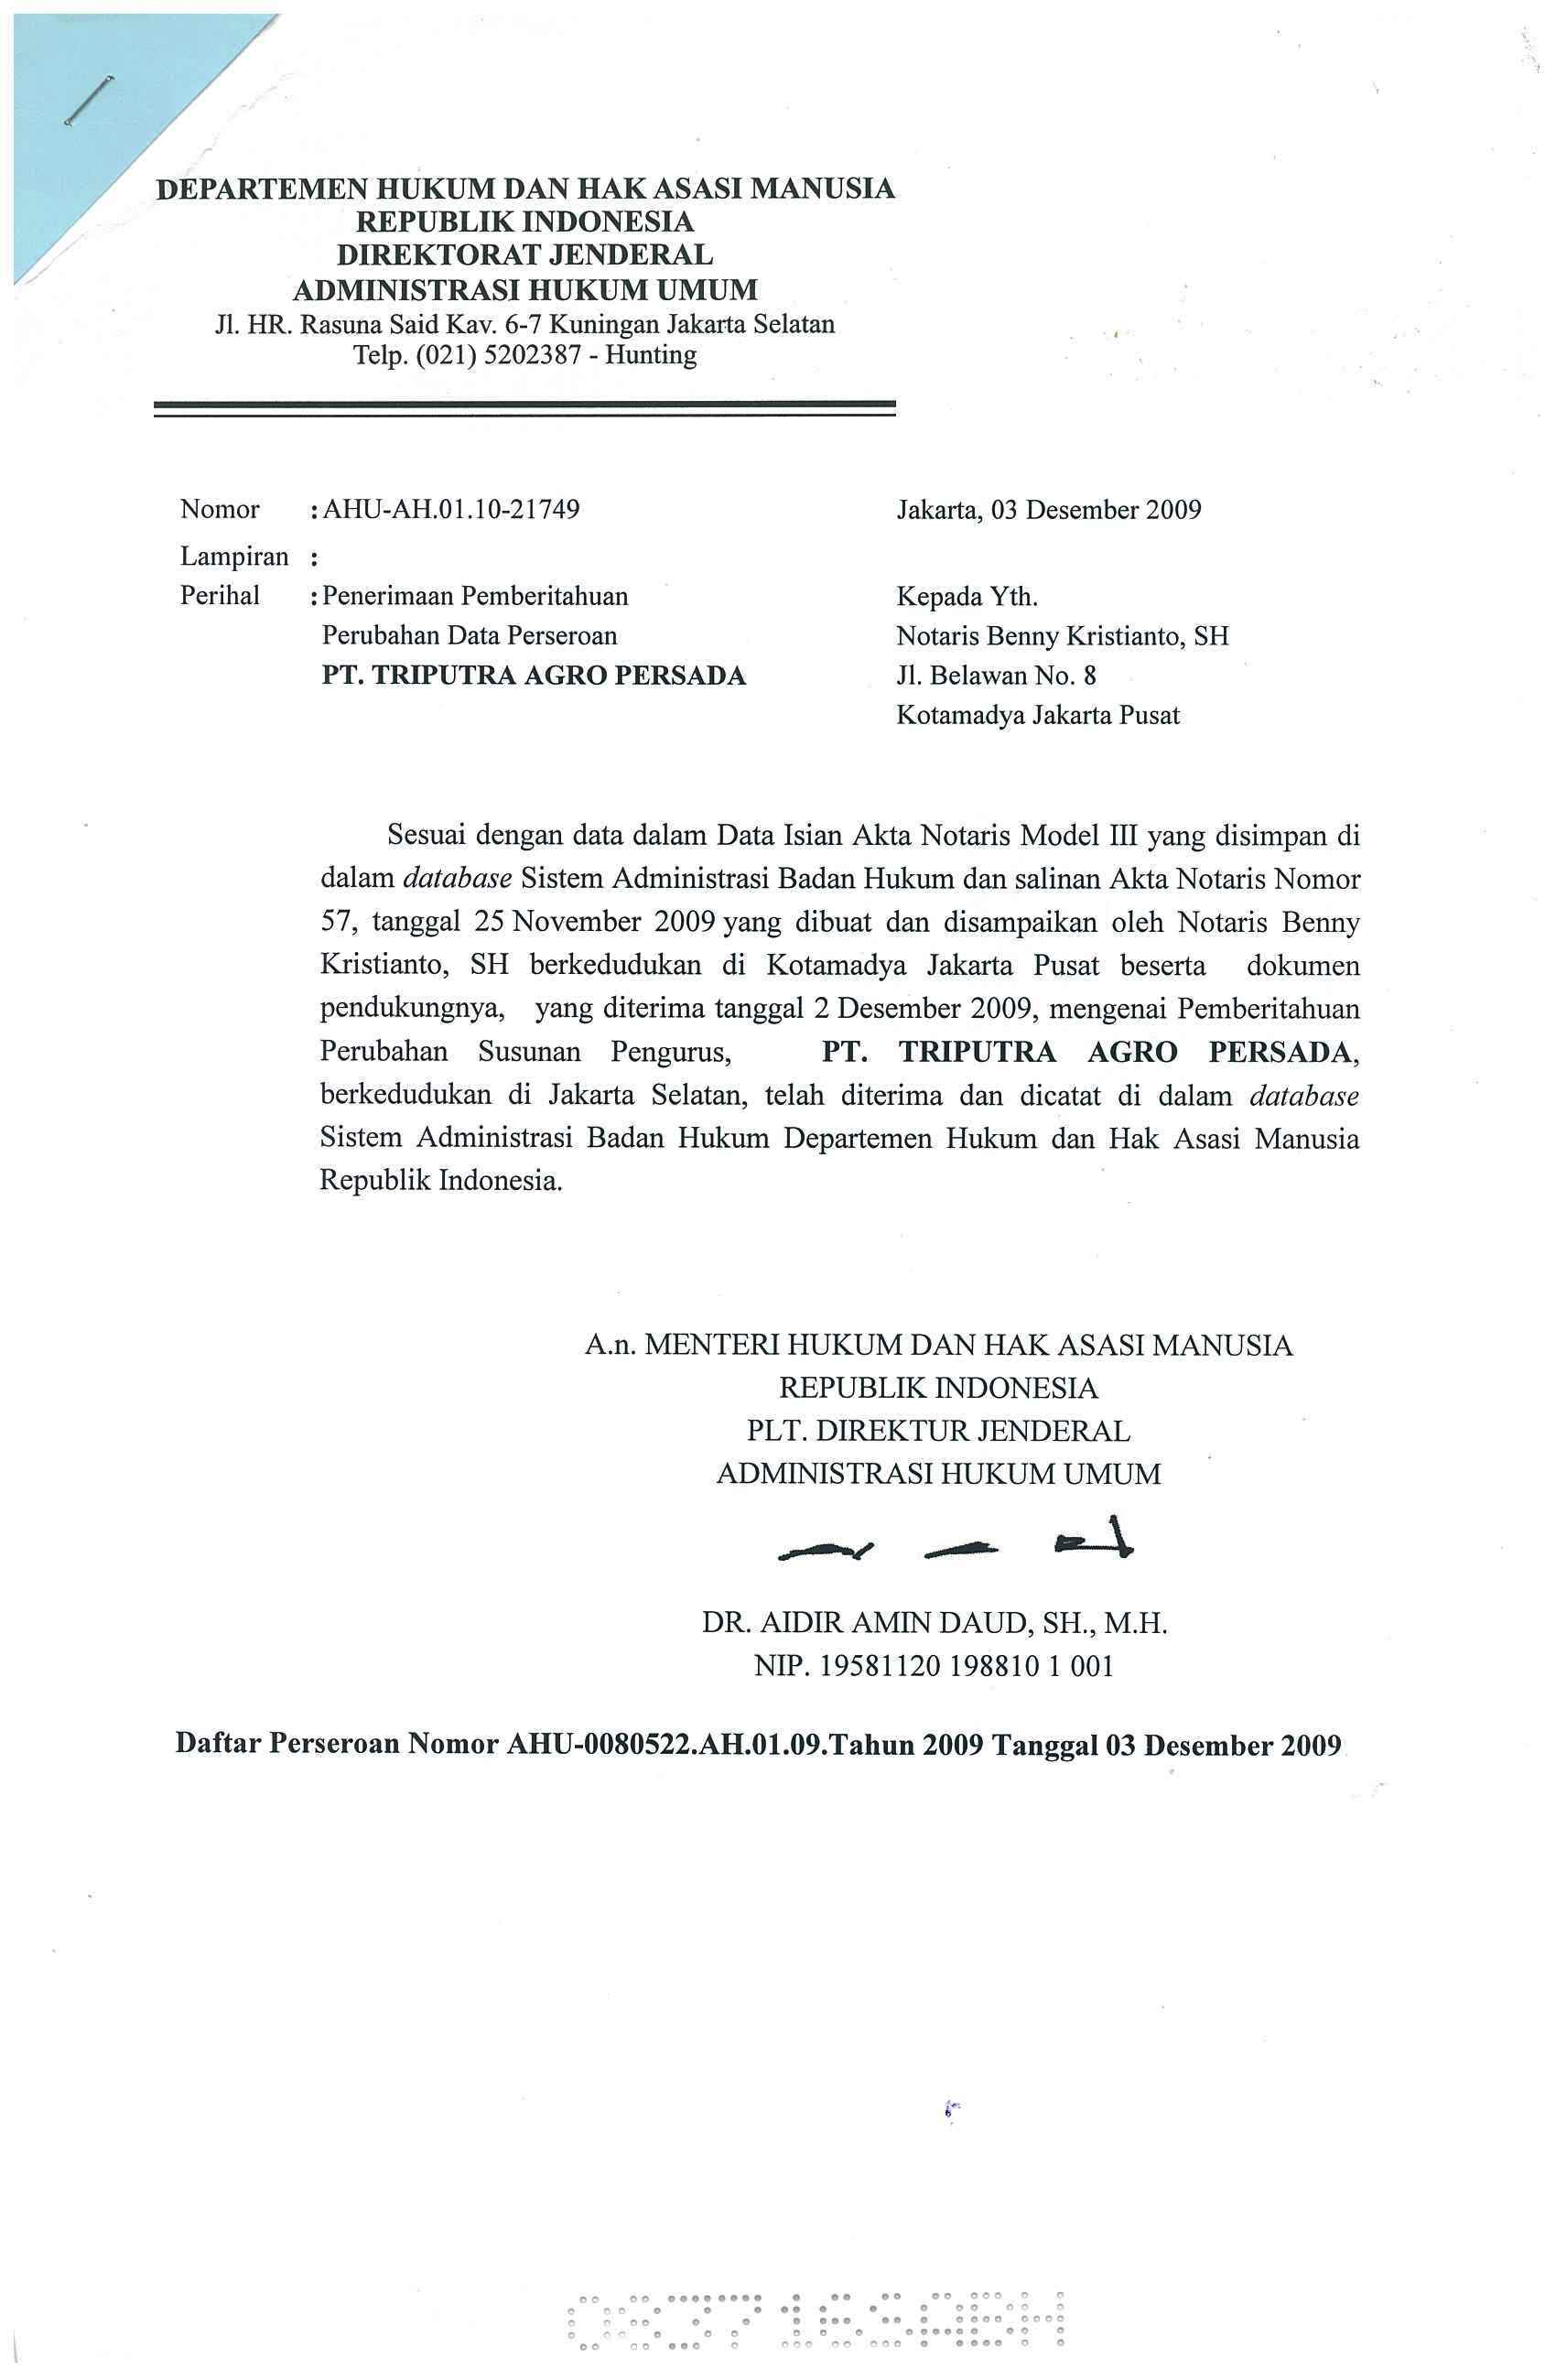 DEPARTEMEN HUKUM DAN HAK ASASI MANUSIA
REPUBLIK INDONESIA
DIREKTORAT JENDERAL
ADMINISTRASI HUKUM UMUM
Jl. HR. Rasuna Said Kav. 6-7 Kuningan Jakarta Selatan
Telp. (021) 5202387 - Hunting
Nomor : AHU-AH.01.10-21749
Jakarta, 03 Desember 2009
Lampiran :
Perihal : Penerimaan Pemberitahuan
Perubahan Data Perseroan
PT. TRIPUTRA AGRO PERSADA
Kepada Yth.
Notaris Benny Kristianto, SH
Jl. Belawan No. 8
Kotamadya Jakarta Pusat
Sesuai dengan data dalam Data Isian Akta Notaris Model III yang disimpan di
dalam database Sistem Administrasi Badan Hukum dan salinan Akta Notaris Nomor
57, tanggal 25 November 2009 yang dibuat dan disampaikan oleh Notaris Benny
Kristianto, SH berkedudukan di Kotamadya Jakarta Pusat beserta dokumen
pendukungnya, yang diterima tanggal 2 Desember 2009, mengenai Pemberitahuan
Perubahan Susunan Pengurus, PT. TRIPUTRA AGRO PERSADA,
berkedudukan di Jakarta Selatan, telah diterima dan dicatat di dalam database
Sistem Administrasi Badan Hukum Departemen Hukum dan Hak Asasi Manusia
Republik Indonesia.
A.n. MENTERI HUKUM DAN HAK ASASI MANUSIA
REPUBLIK INDONESIA
PLT. DIREKTUR JENDERAL
ADMINISTRASI HUKUM UMUM
DR. AIDIR AMIN DAUD, SH., M.H.
NIP. 19581120 198810 1 001
Daftar Perseroan Nomor AHU-0080522.AH.01.09.Tahun 2009 Tanggal 03 Desember 2009